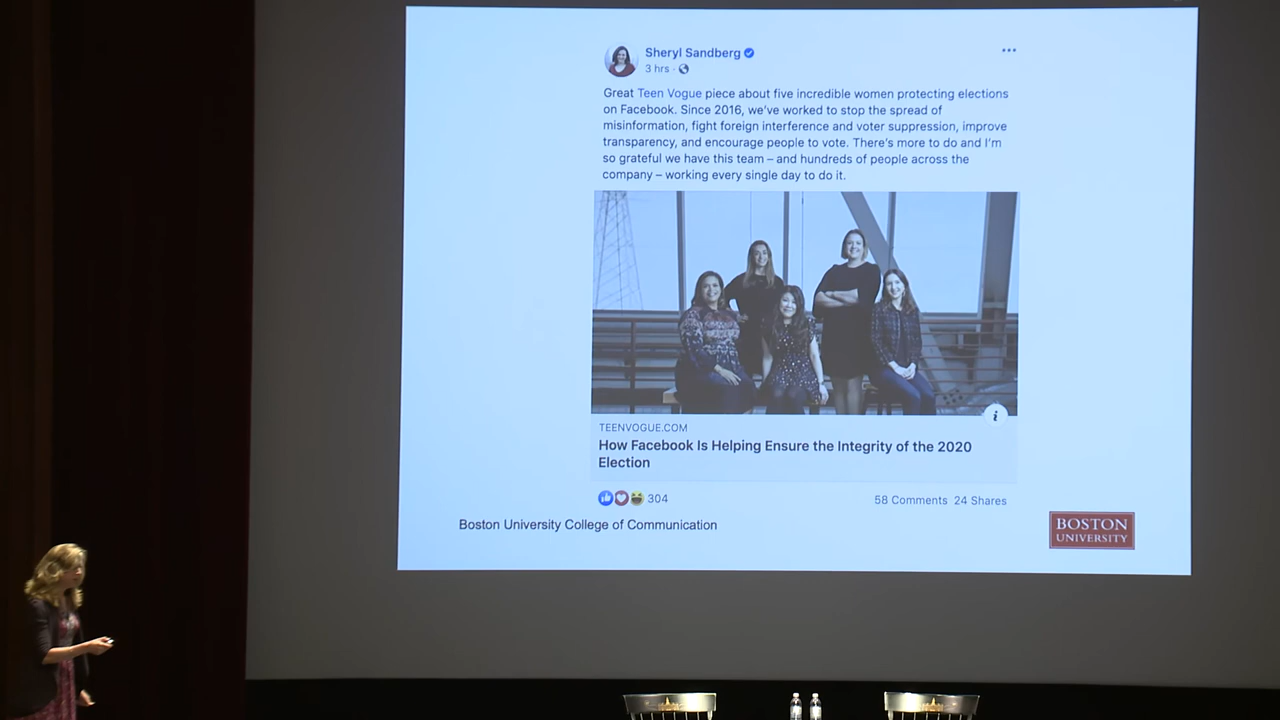 Sheryl Sandberg
3 hrs ·
Great Teen Vogue piece about five incredible women protecting elections
on Facebook. Since 2016, we've worked to stop the spread of
misinformation, fight foreign interference and voter suppression, improve
transparency, and encourage people to vote. There's more to do and I'm
so grateful we have this team – and hundreds of people across the
company – working every single day to do it.
TEENVOGUE.COM
How Facebook Is Helping Ensure the Integrity of the 2020
Election
304
58 Comments 24 Shares
Boston University College of Communication
BOSTON
UNIVERSITY